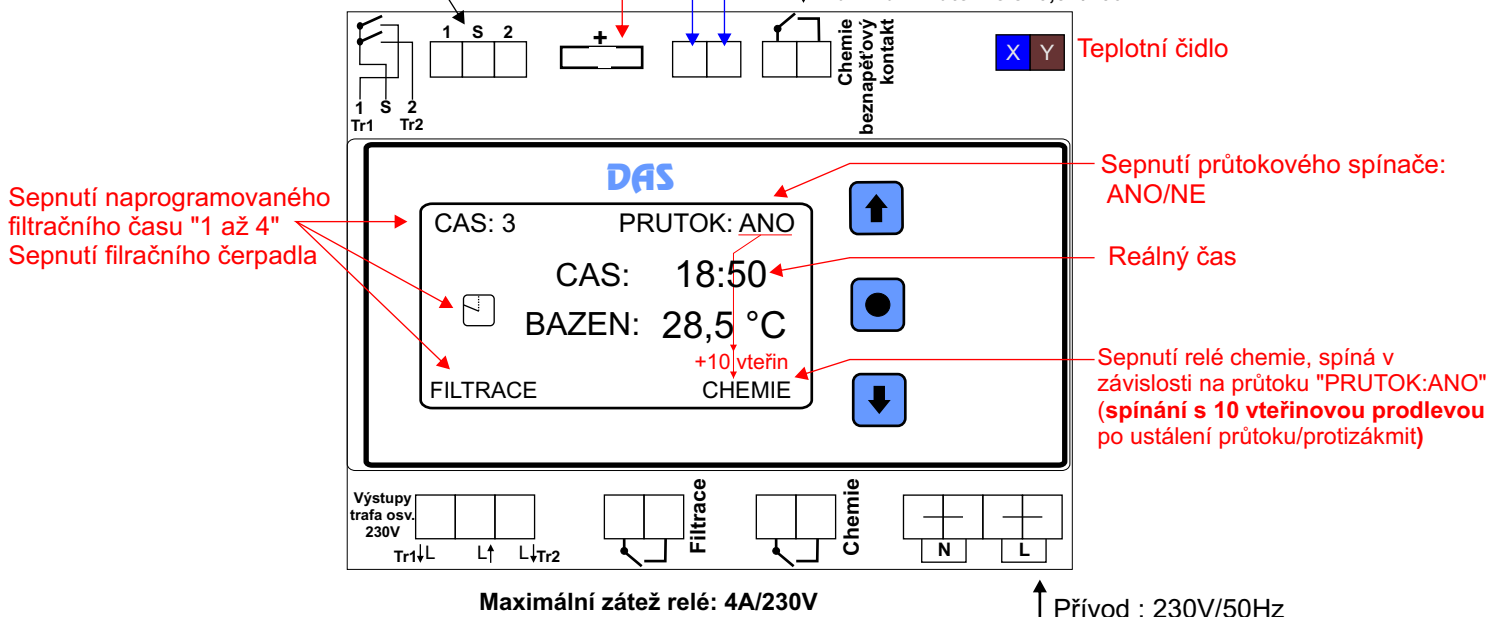 1 S 2
+
Chemie
beznapěťový
kontakt
X Y
Teplotní čidlo
1 S 2
Tr1 Tr2
DAS
Sepnutí naprogramovaného
filtračního času "1 až 4"
Sepnutí filračního čerpadla
CAS: 3 PRUTOK: ANO
CAS: 18:50
BAZEN: 28,5 °C
+10 vteřin
FILTRACE CHEMIE
Sepnutí průtokového spínače:
ANO/NE
Reálný čas
Sepnutí relé chemie, spíná v
závislosti na průtoku "PRUTOK:ANO"
(spínání s 10 vteřinovou prodlevou
po ustálení průtoku/protizákmit)
Výstupy
trafa osv.
230V
Tr1↓L L↑ L↓Tr2
Filtrace
Chemie
N L
Maximální zátež relé: 4A/230V
Přívod : 230V/50Hz